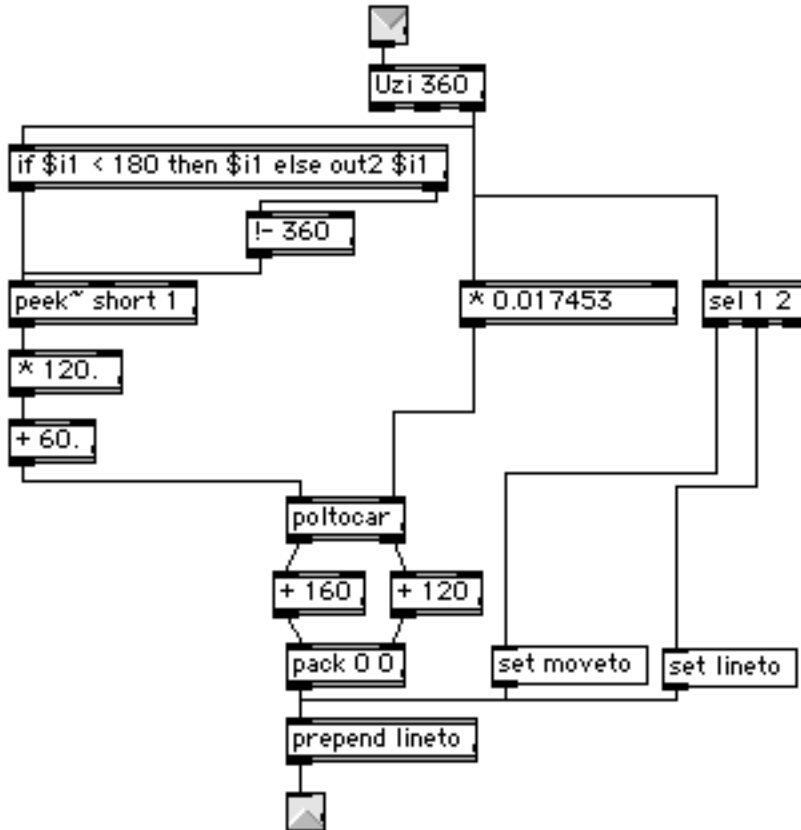 Uzi 360
if $i1 < 180 then $i1 else out2 $i1
!- 360
peek~ short 1
* 0.017453
sel 1 2
* 120.
+ 60.
poltocar
+ 160
+ 120
pack 0 0
set moveto
set lineto
prepend lineto